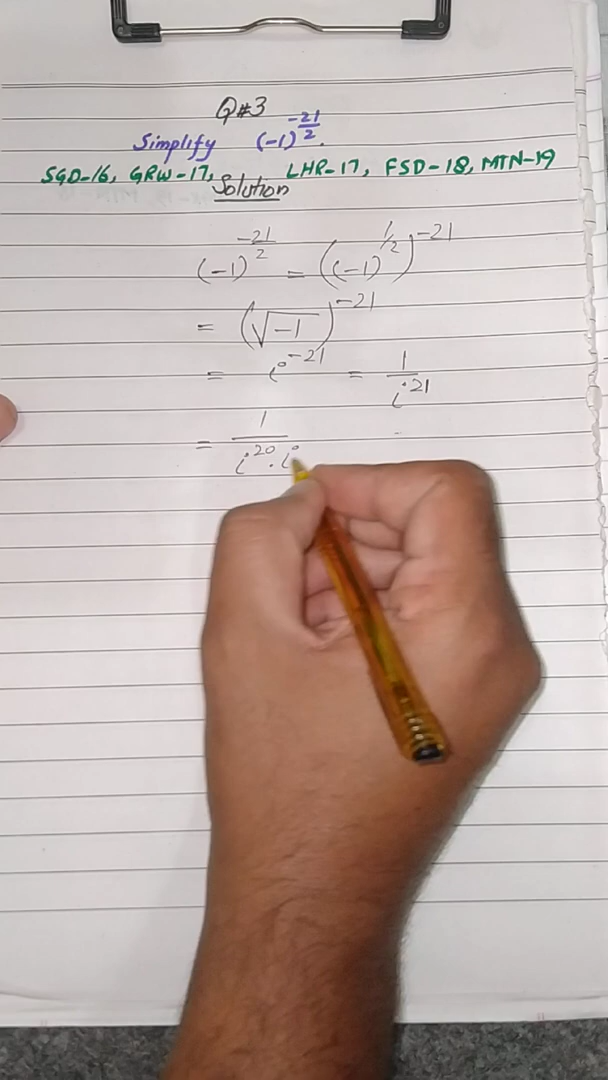 Q#3
Simplify (-1)^{-21/2}.
SGD-16, GRW-17, LHR-17, FSD-18, MTN-19
Solution
(-1)^{-21/2} = ((-1)^{1/2})^{-21}
= (√-1)^{-21}
= i^{-21} = 1/i^{21}
= 1/i^{20}.i